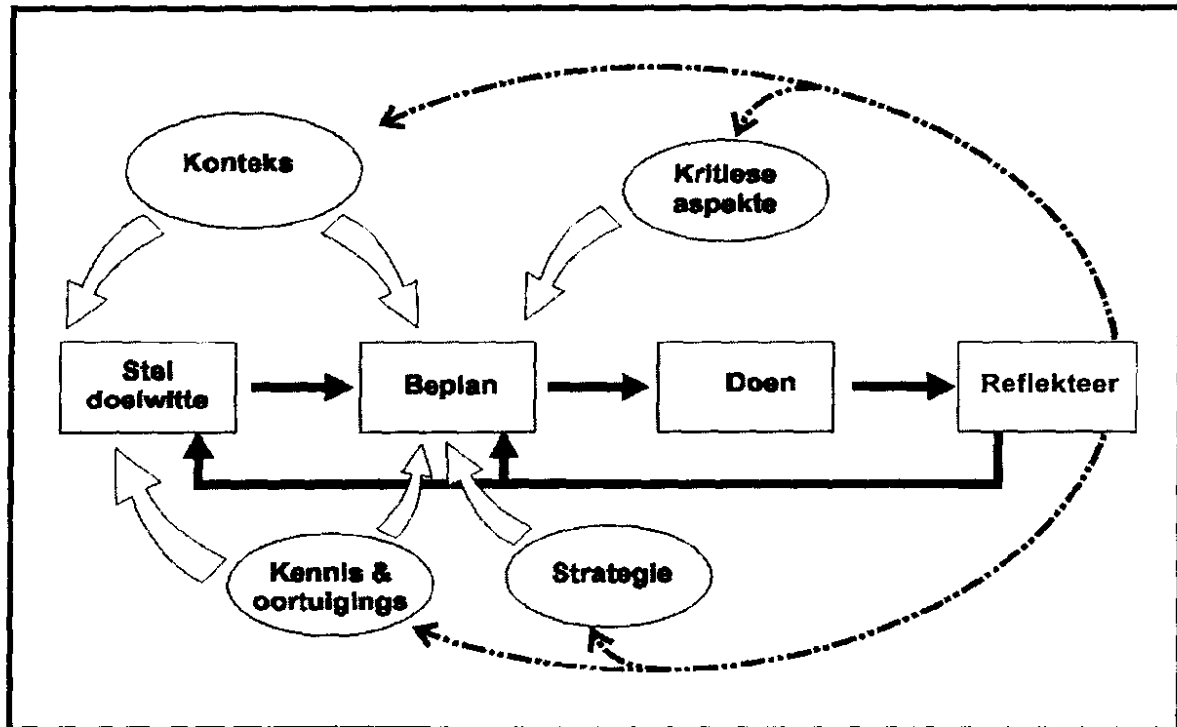 Konteks
Kritiese
aspekte
Stel
doelwitte
Beplan
Doen
Reflekteer
Kennis &
oortuigings
Strategie